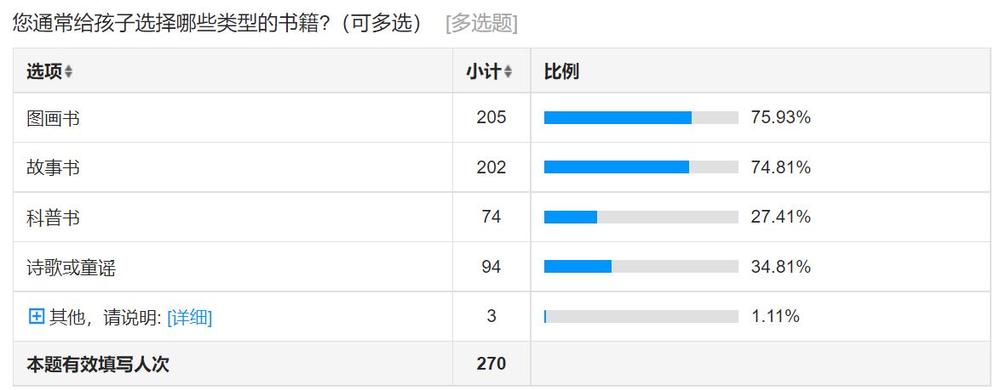 您通常给孩子选择哪些类型的书籍?（可多选） [多选题]
选项 小计 比例
图画书 205 75.93%
故事书 202 74.81%
科普书 74 27.41%
诗歌或童谣 94 34.81%
其他，请说明: [详细] 3 1.11%
本题有效填写人次 270